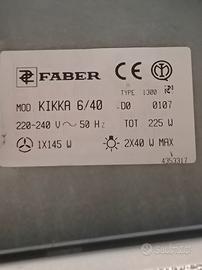 FABER
CE
TYPE 1300
MOD KIKKA 6/40 D0 0107
220-240 V ~ 50 Hz TOT 225 W
1X145 W 2X40 W MAX
4353317
subito